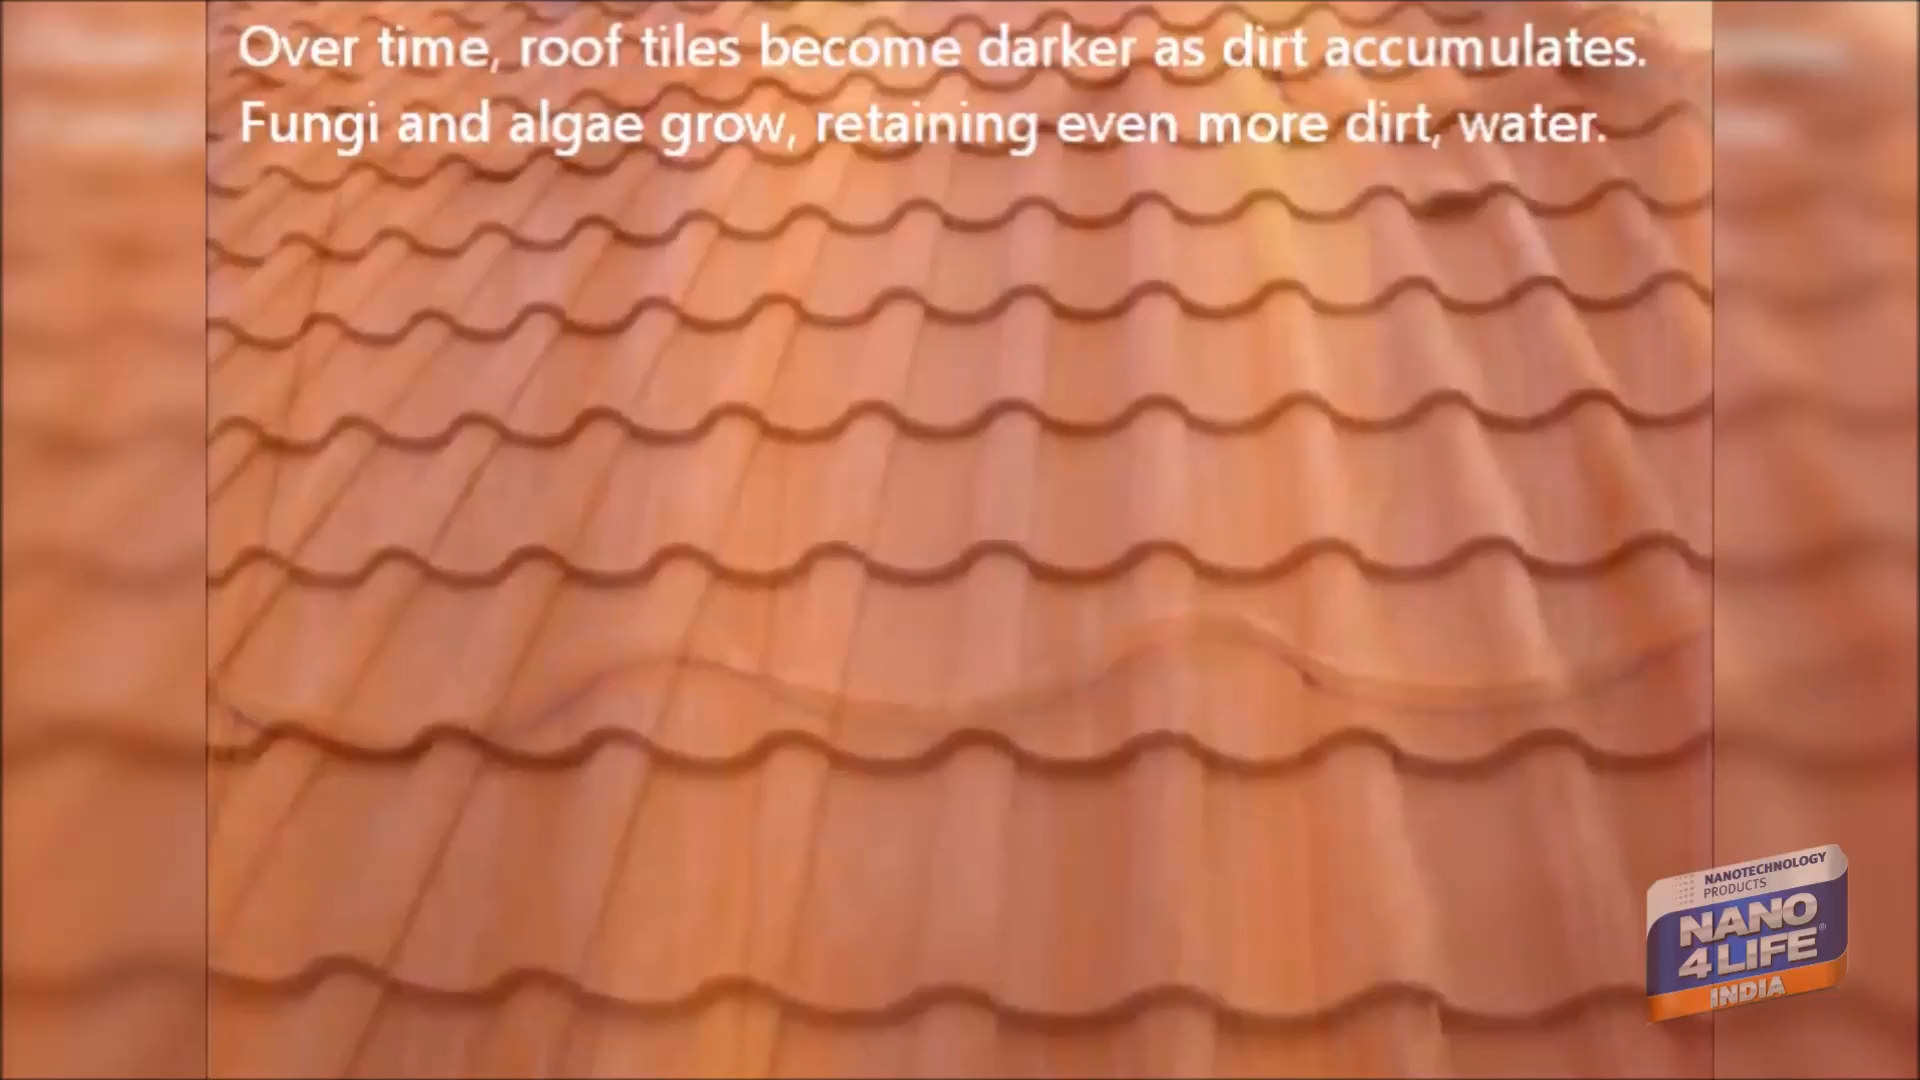 Over time, roof tiles become darker as dirt accumulates.
Fungi and algae grow, retaining even more dirt, water.
NANOTECHNOLOGY
PRODUCTS
NANO
4LIFE®
INDIA